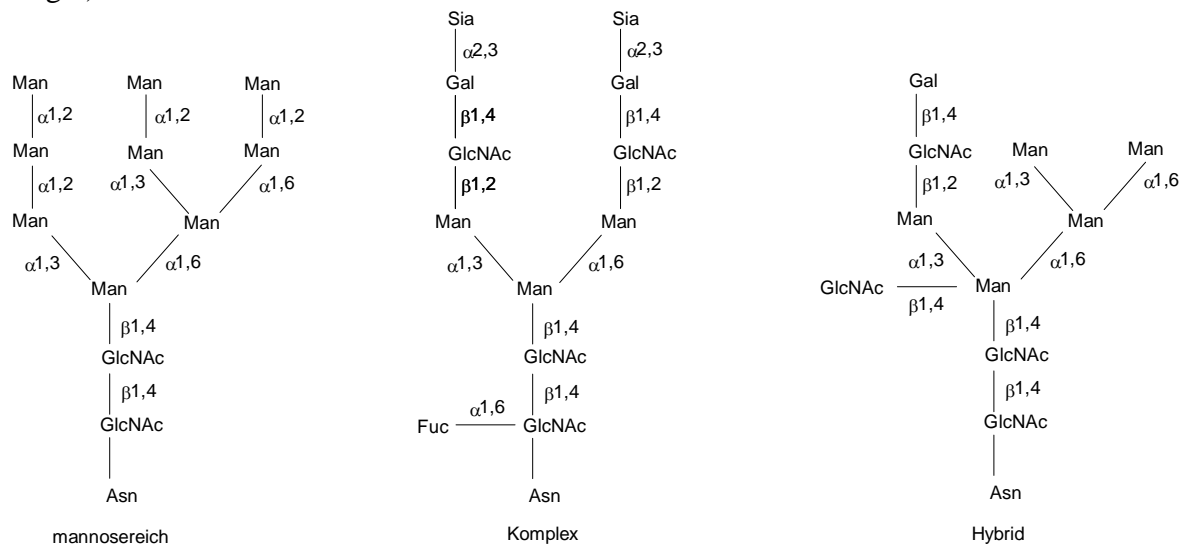 Man Man Man
α1,2 α1,2 α1,2
Man Man Man
α1,2 α1,3 α1,6
Man Man
α1,3 α1,6
Man
β1,4
GlcNAc
β1,4
GlcNAc
Asn
mannosereich
Sia Sia
α2,3 α2,3
Gal Gal
β1,4 β1,4
GlcNAc GlcNAc
β1,2 β1,2
Man Man
α1,3 α1,6
Man
β1,4
GlcNAc
α1,6 β1,4
Fuc GlcNAc
Asn
Komplex
Gal
β1,4
GlcNAc Man Man
β1,2 α1,3 α1,6
Man Man
α1,3 α1,6
GlcNAc Man
β1,4
β1,4
GlcNAc
β1,4
GlcNAc
Asn
Hybrid